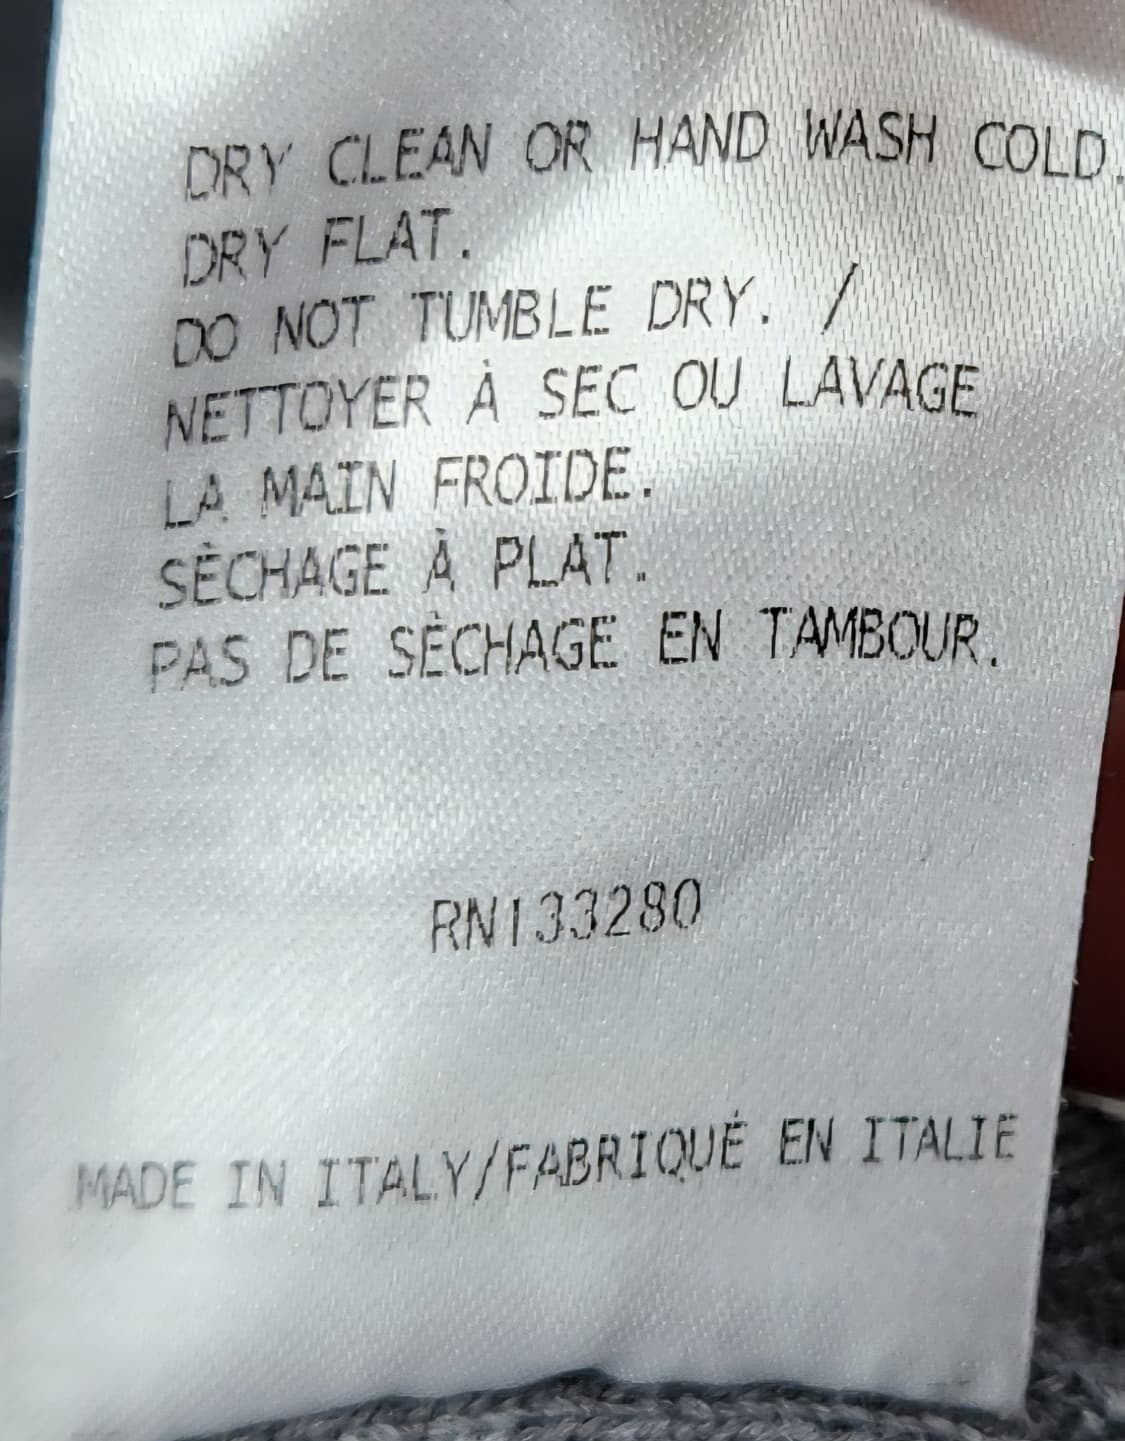 DRY CLEAN OR HAND WASH COLD.
DRY FLAT.
DO NOT TUMBLE DRY. /
NETTOYER À SEC OU LAVAGE
LA MAIN FROIDE.
SÈCHAGE À PLAT.
PAS DE SÈCHAGE EN TAMBOUR.
RN133280
MADE IN ITALY/FABRIQUÉ EN ITALIE